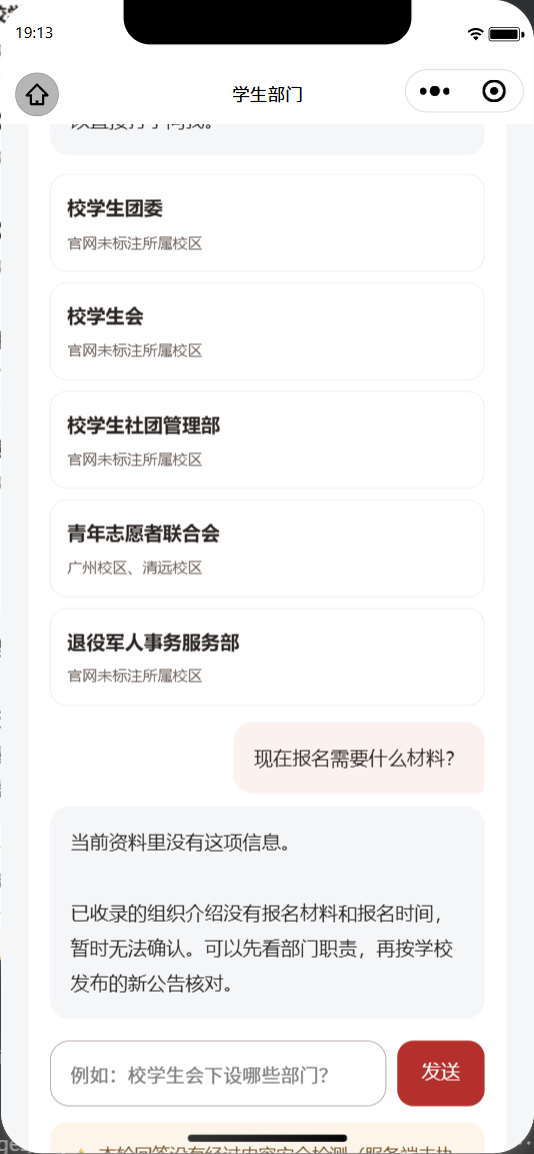 19:13
学生部门
校学生团委
官网未标注所属校区
校学生会
官网未标注所属校区
校学生社团管理部
官网未标注所属校区
青年志愿者联合会
广州校区、清远校区
退役军人事务服务部
官网未标注所属校区
现在报名需要什么材料？
当前资料里没有这项信息。
已收录的组织介绍没有报名材料和报名时间，
暂时无法确认。可以先看部门职责，再按学校
发布的新公告核对。
例如：校学生会下设哪些部门？
发送